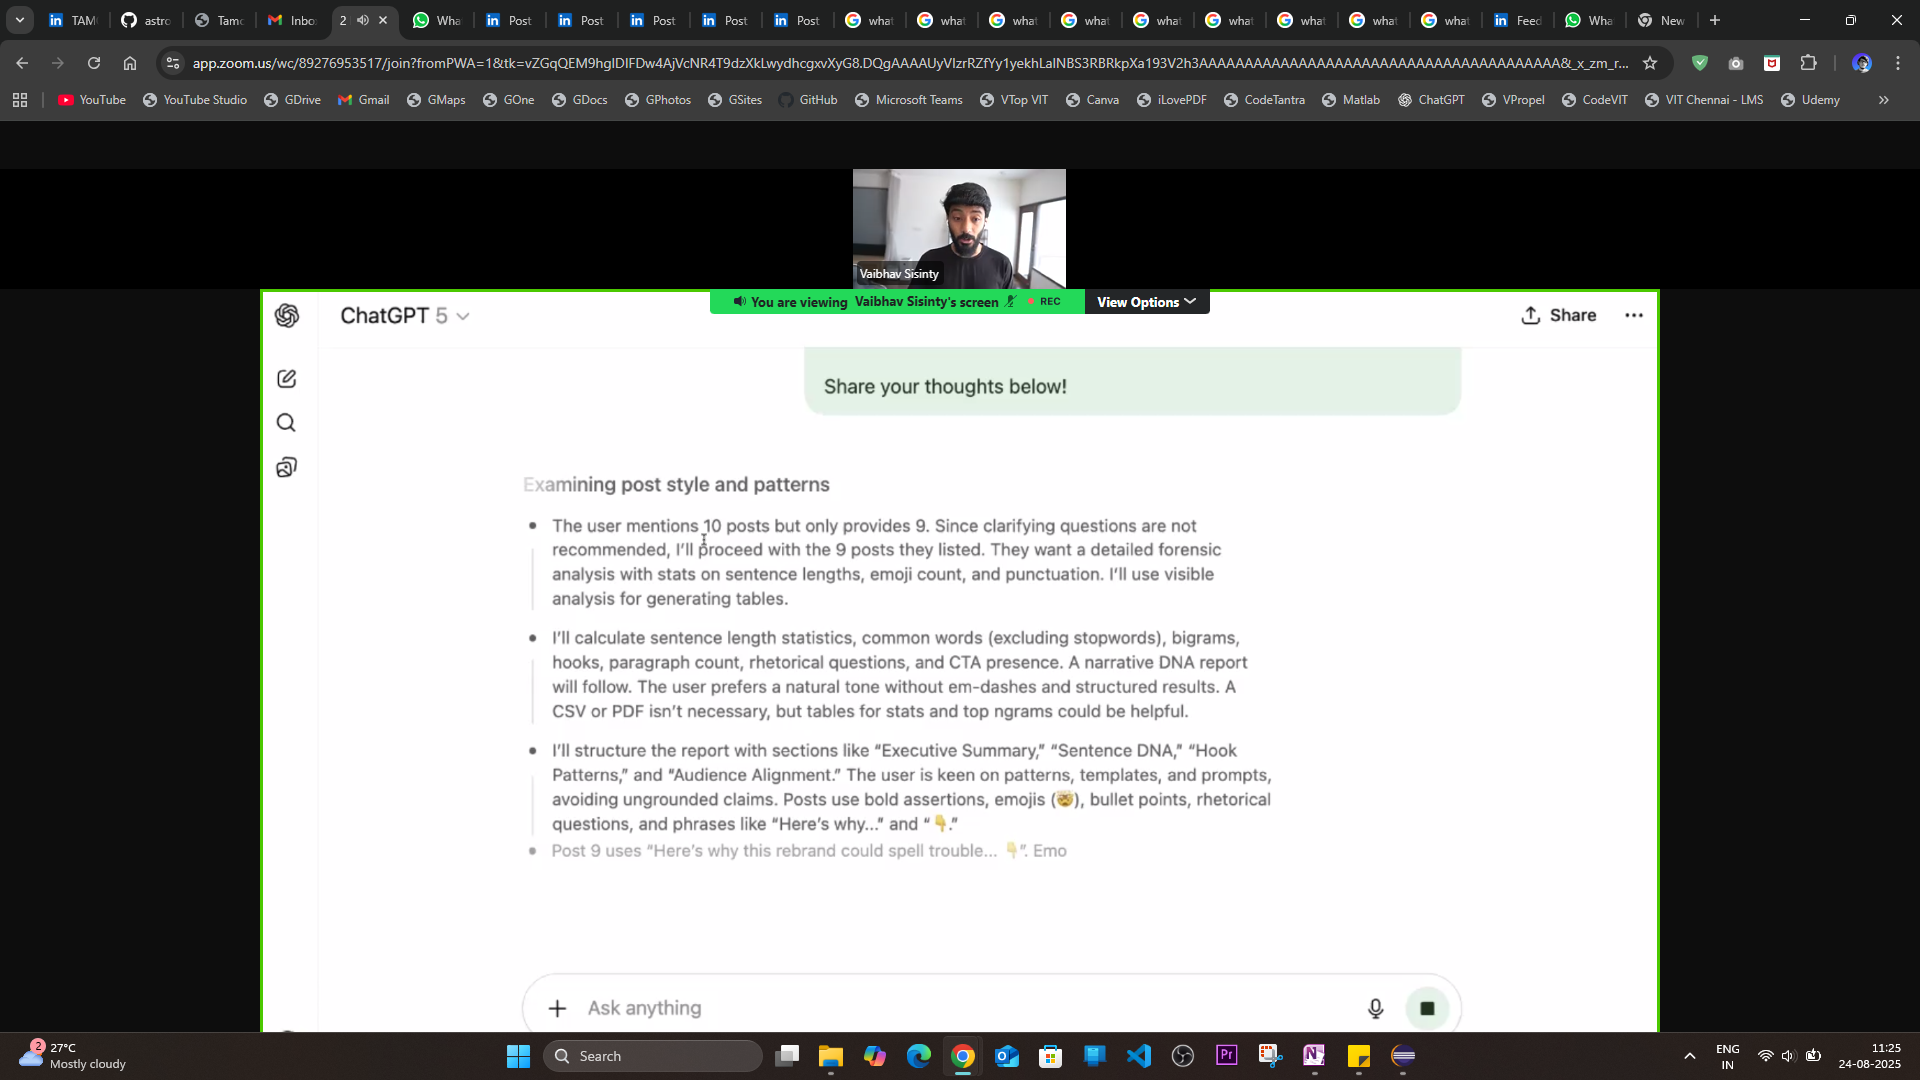 TAM
astro
Tamc
Inbo
2
Wha
Post
Post
Post
Post
Post
what
what
what
what
what
what
what
what
what
Feed
Wha
New
app.zoom.us/wc/89276953517/join?fromPWA=1&tk=vZGqQEM9hgIDIFDw4AjVcNR4T9dzXkLwydhcgxvXyG8.DQgAAAAUyVIzrRZfYy1yekhLaINBS3RBRkpXa193V2h3AAAAAAAAAAAAAAAAAAAAAAAAAAAAAAAAAAAAAAAA&_x_zm_r...
YouTube
YouTube Studio
GDrive
Gmail
GMaps
GOne
GDocs
GPhotos
GSites
GitHub
Microsoft Teams
VTop VIT
Canva
iLovePDF
CodeTantra
Matlab
ChatGPT
VPropel
CodeVIT
VIT Chennai - LMS
Udemy
Vaibhav Sisinty
You are viewing Vaibhav Sisinty's screen
REC
View Options
ChatGPT 5
Share
Share your thoughts below!
Examining post style and patterns
• The user mentions 10 posts but only provides 9. Since clarifying questions are not
recommended, I'll proceed with the 9 posts they listed. They want a detailed forensic
analysis with stats on sentence lengths, emoji count, and punctuation. I'll use visible
analysis for generating tables.
• I'll calculate sentence length statistics, common words (excluding stopwords), bigrams,
hooks, paragraph count, rhetorical questions, and CTA presence. A narrative DNA report
will follow. The user prefers a natural tone without em-dashes and structured results. A
CSV or PDF isn't necessary, but tables for stats and top ngrams could be helpful.
• I'll structure the report with sections like “Executive Summary,” “Sentence DNA,” “Hook
Patterns,” and “Audience Alignment.” The user is keen on patterns, templates, and prompts,
avoiding ungrounded claims. Posts use bold assertions, emojis (🤯), bullet points, rhetorical
questions, and phrases like “Here's why...” and “👇.”
• Post 9 uses “Here's why this rebrand could spell trouble... 👇”. Emo
Ask anything
2
27°C
Mostly cloudy
Search
Pr
ENG
IN
11:25
24-08-2025